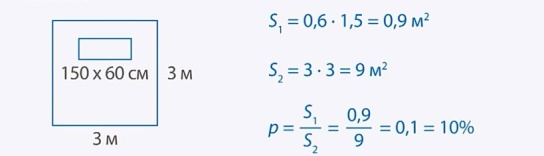 150 x 60 см
3 м
3 м
S₁ = 0,6 · 1,5 = 0,9 м²
S₂ = 3 · 3 = 9 м²
p = S₁/S₂ = 0,9/9 = 0,1 = 10%